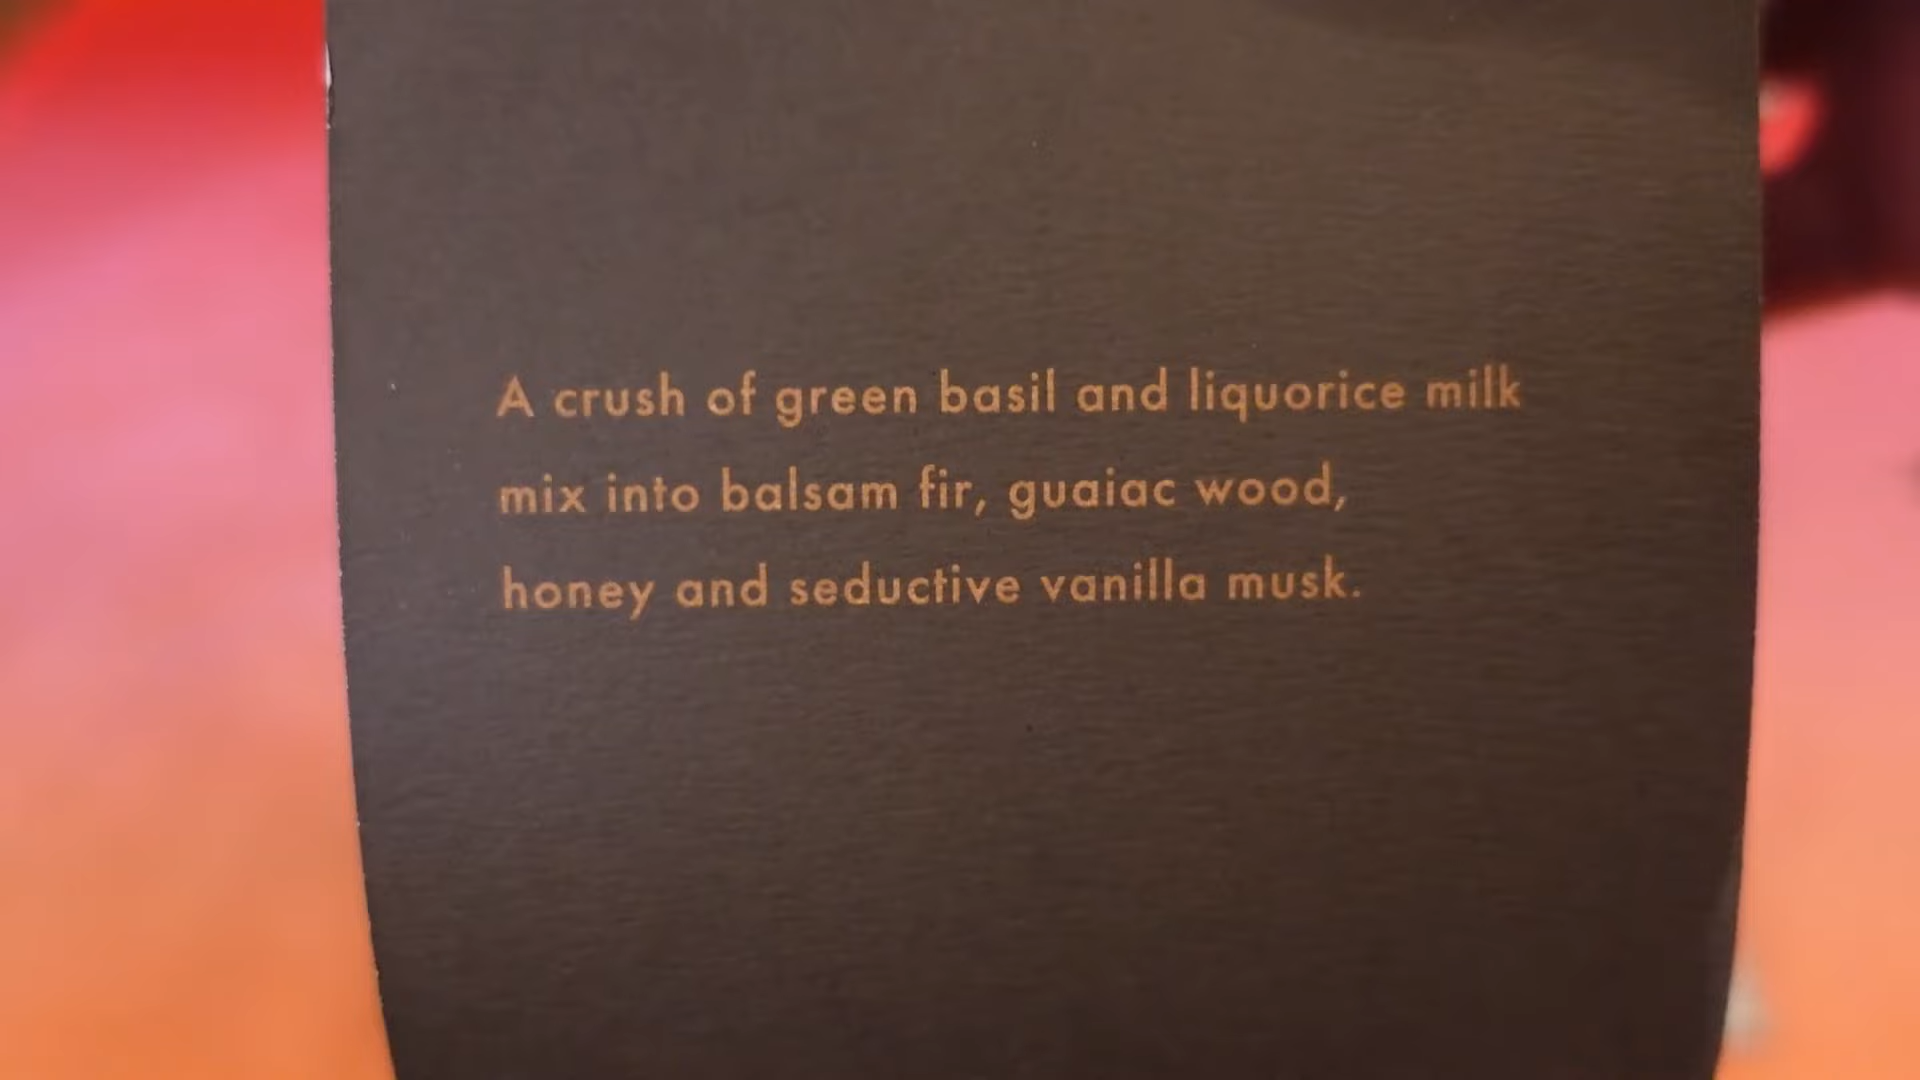 A crush of green basil and liquorice milk
mix into balsam fir, guaiac wood,
honey and seductive vanilla musk.